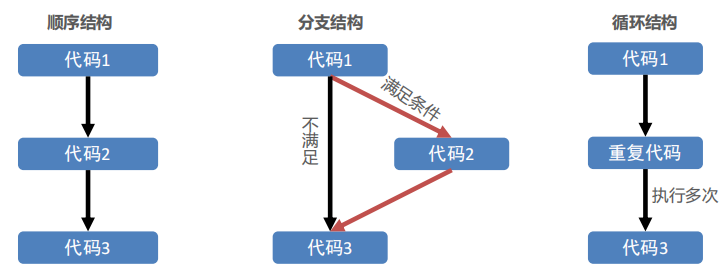 顺序结构
代码1
代码2
代码3
分支结构
代码1
满足条件
不满足
代码2
代码3
循环结构
代码1
重复代码
执行多次
代码3